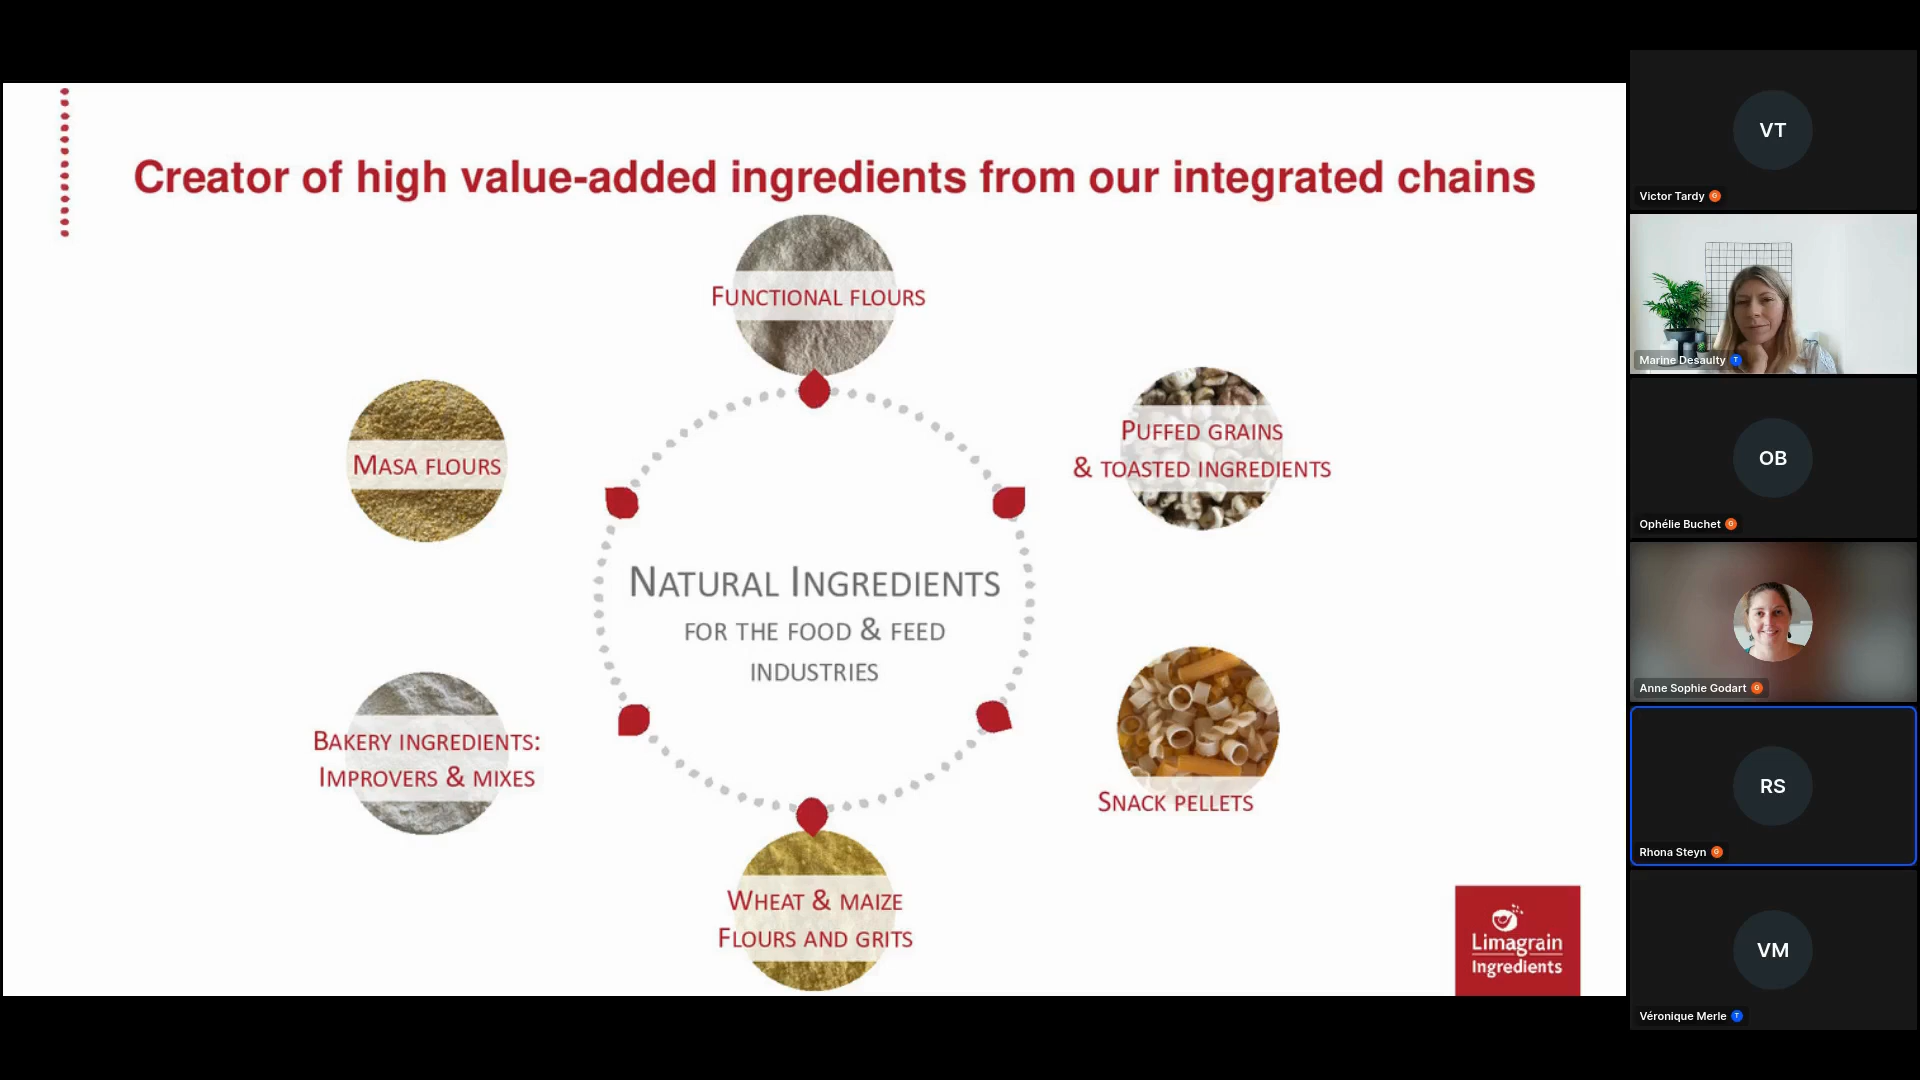 Creator of high value-added ingredients from our integrated chains
FUNCTIONAL FLOURS
PUFFED GRAINS
& TOASTED INGREDIENTS
MASA FLOURS
NATURAL INGREDIENTS
FOR THE FOOD & FEED
INDUSTRIES
BAKERY INGREDIENTS:
IMPROVERS & MIXES
SNACK PELLETS
WHEAT & MAIZE
FLOURS AND GRITS
Limagrain
Ingredients
VT
Victor Tardy G
Marine Desaulty T
OB
Ophélie Buchet G
Anne Sophie Godart G
RS
Rhona Steyn G
VM
Véronique Merle T